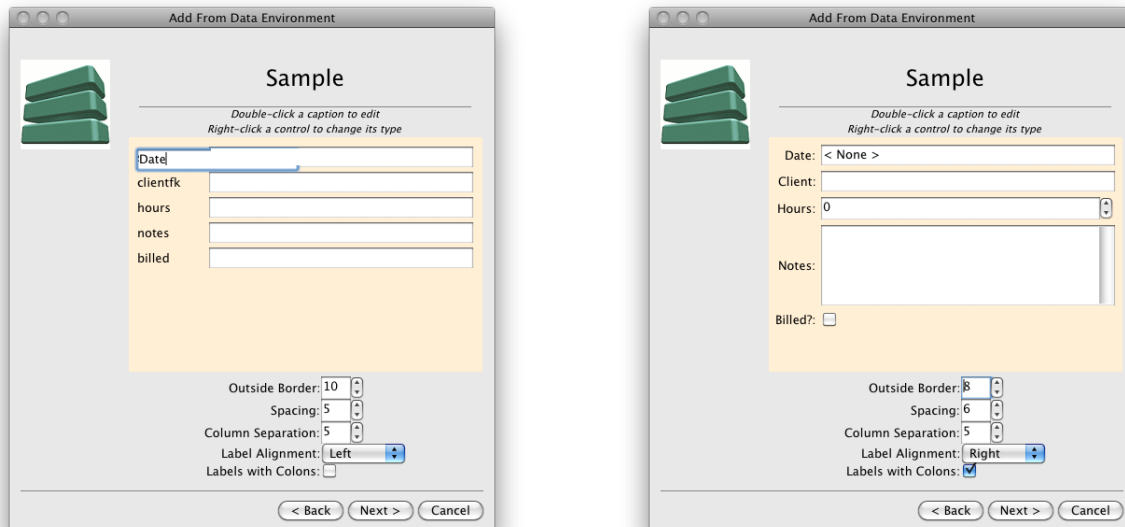 Add From Data Environment
Sample
Double-click a caption to edit
Right-click a control to change its type
Date
clientfk
hours
notes
billed
Outside Border: 10
Spacing: 5
Column Separation: 5
Label Alignment: Left
Labels with Colons:
< Back Next > Cancel
Add From Data Environment
Sample
Double-click a caption to edit
Right-click a control to change its type
Date: < None >
Client:
Hours: 0
Notes:
Billed?:
Outside Border: 8
Spacing: 6
Column Separation: 5
Label Alignment: Right
Labels with Colons:
< Back Next > Cancel